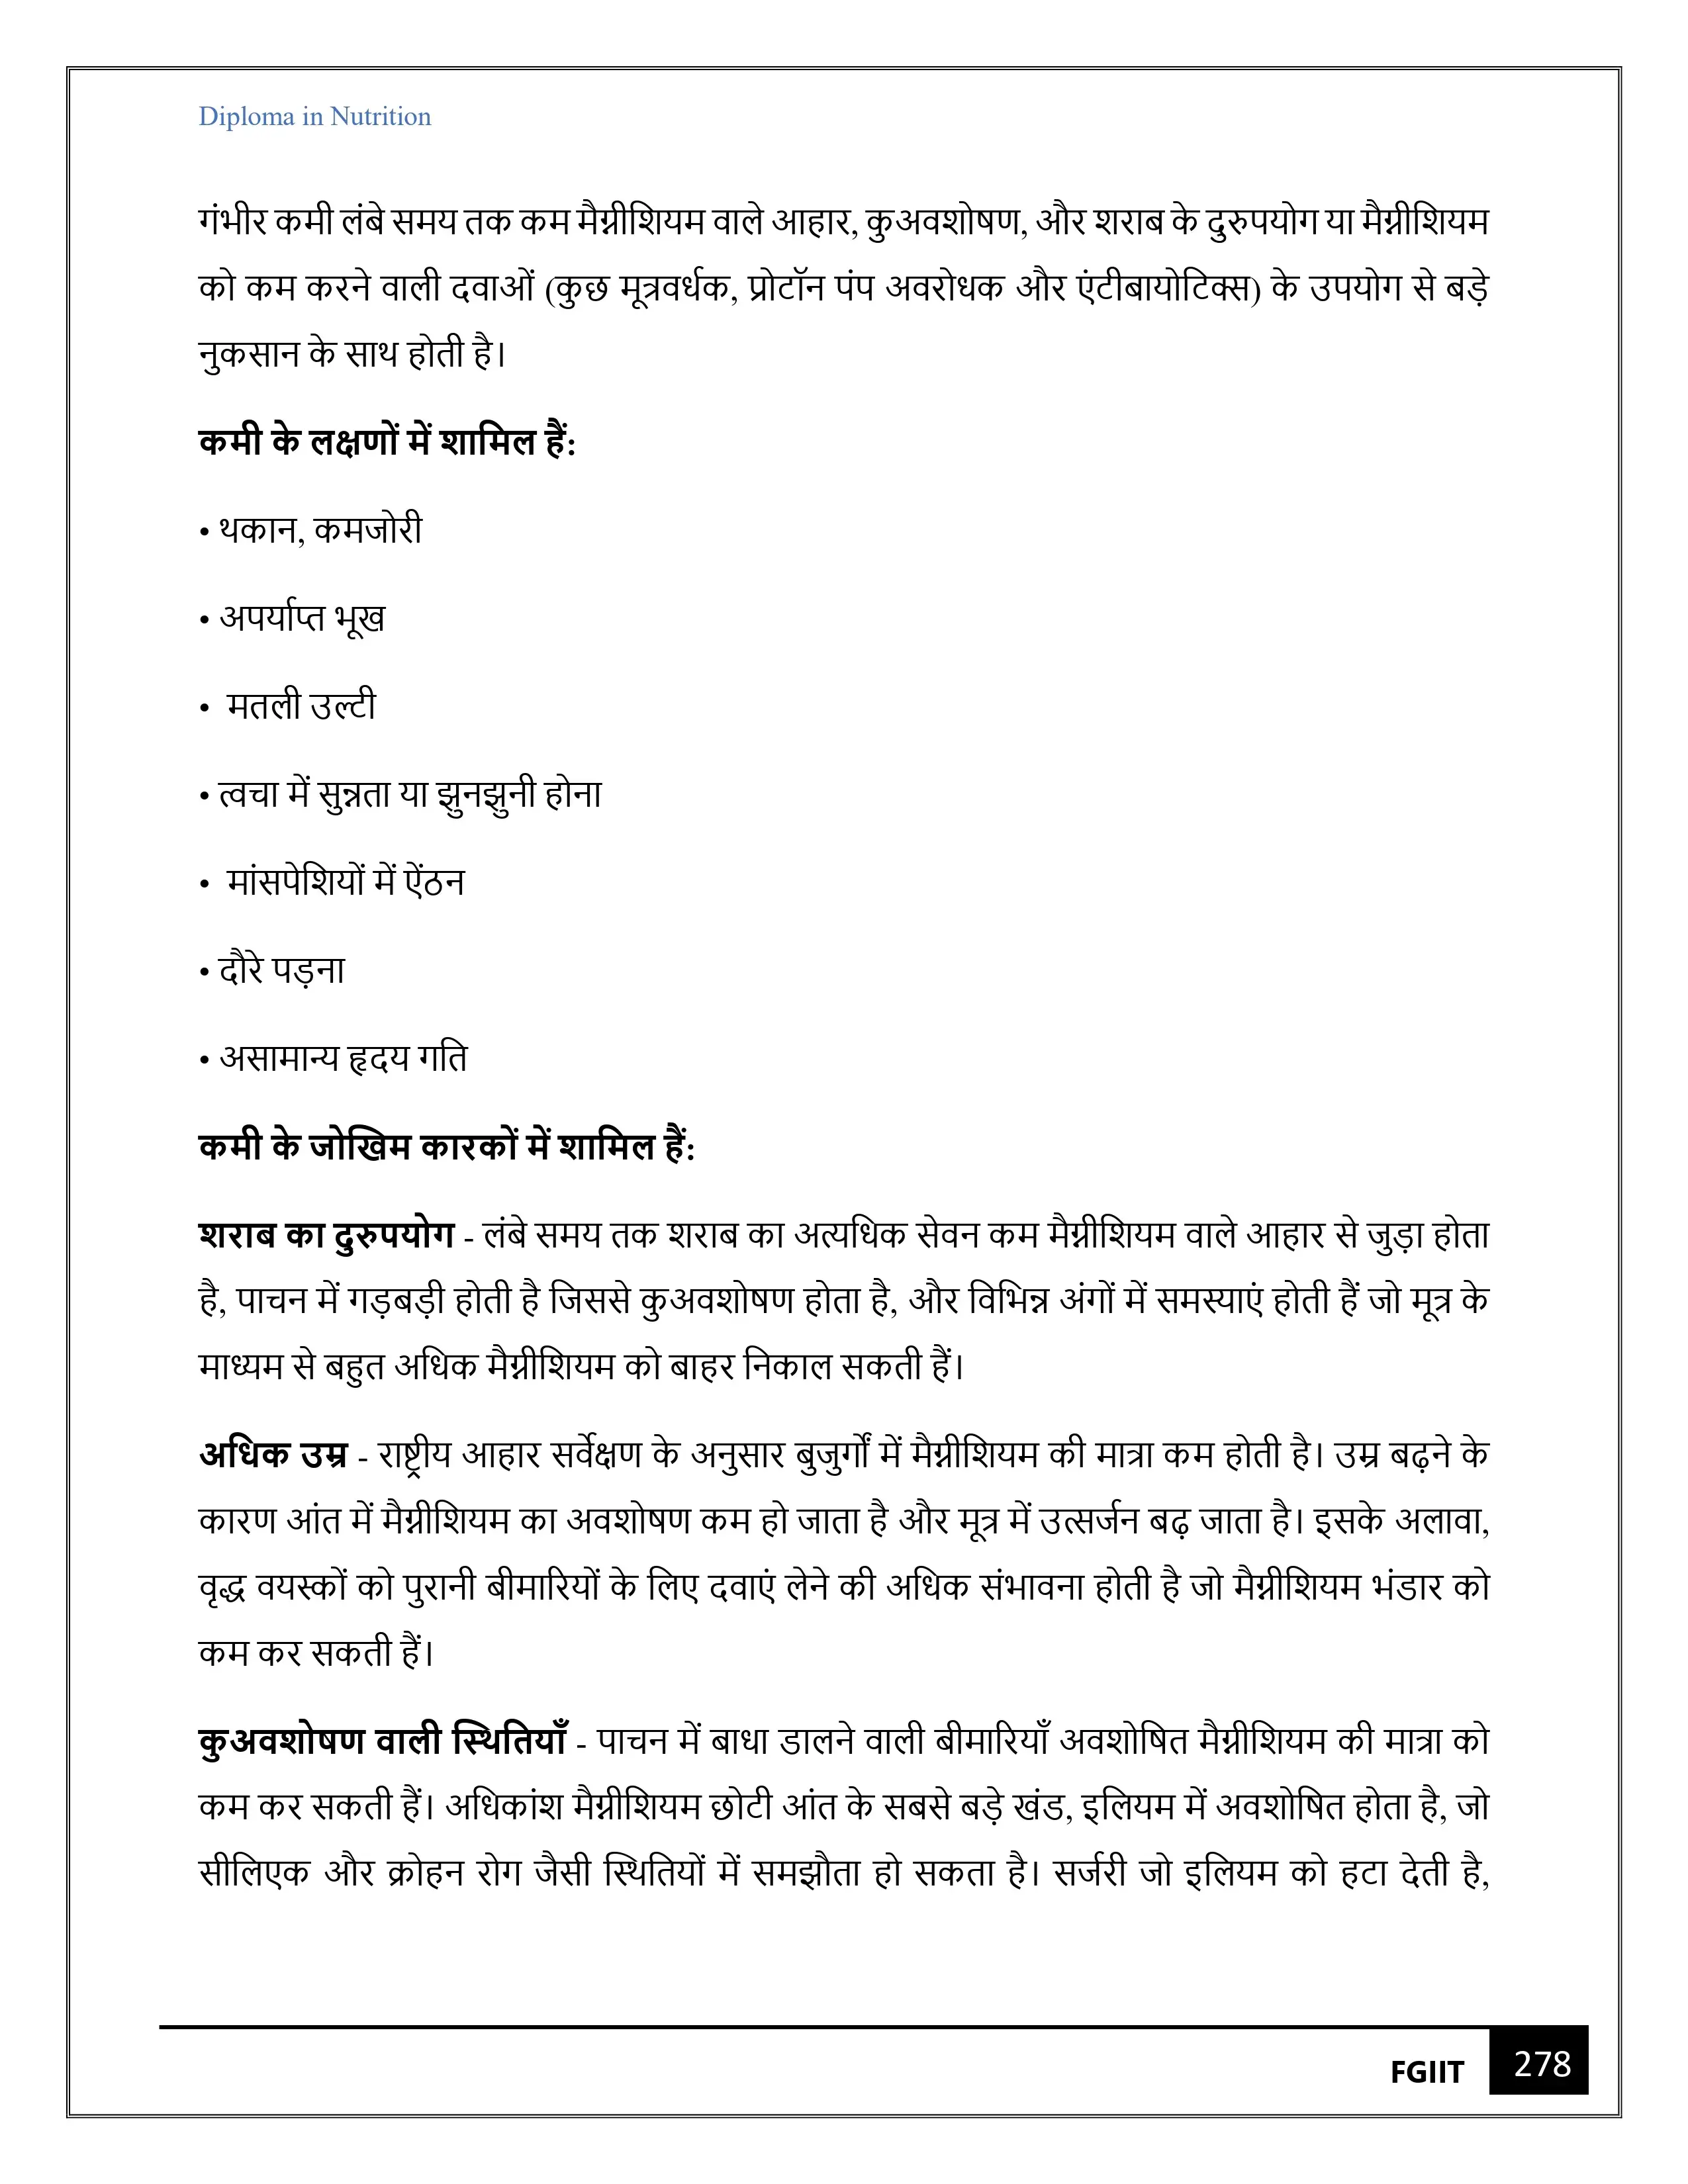 Diploma in Nutrition
गंभीर कमी लंबे समय तक कम मैग्नीशियम वाले आहार, कुअवशोषण, और शराब के दुरुपयोग या मैग्नीशियम
को कम करने वाली दवाओं (कुछ मूत्रवर्धक, प्रोटॉन पंप अवरोधक और एंटीबायोटिक्स) के उपयोग से बड़े
नुकसान के साथ होती है।
कमी के लक्षणों में शामिल हैं:
• थकान, कमजोरी
• अपर्याप्त भूख
• मतली उल्टी
• त्वचा में सुन्नता या झुनझुनी होना
• मांसपेशियों में ऐंठन
• दौरे पड़ना
• असामान्य हृदय गति
कमी के जोखिम कारकों में शामिल हैं:
शराब का दुरुपयोग - लंबे समय तक शराब का अत्यधिक सेवन कम मैग्नीशियम वाले आहार से जुड़ा होता
है, पाचन में गड़बड़ी होती है जिससे कुअवशोषण होता है, और विभिन्न अंगों में समस्याएं होती हैं जो मूत्र के
माध्यम से बहुत अधिक मैग्नीशियम को बाहर निकाल सकती हैं।
अधिक उम्र - राष्ट्रीय आहार सर्वेक्षण के अनुसार बुजुर्गों में मैग्नीशियम की मात्रा कम होती है। उम्र बढ़ने के
कारण आंत में मैग्नीशियम का अवशोषण कम हो जाता है और मूत्र में उत्सर्जन बढ़ जाता है। इसके अलावा,
वृद्ध वयस्कों को पुरानी बीमारियों के लिए दवाएं लेने की अधिक संभावना होती है जो मैग्नीशियम भंडार को
कम कर सकती हैं।
कुअवशोषण वाली स्थितियाँ - पाचन में बाधा डालने वाली बीमारियाँ अवशोषित मैग्नीशियम की मात्रा को
कम कर सकती हैं। अधिकांश मैग्नीशियम छोटी आंत के सबसे बड़े खंड, इलियम में अवशोषित होता है, जो
सीलिएक और क्रोहन रोग जैसी स्थितियों में समझौता हो सकता है। सर्जरी जो इलियम को हटा देती है,
FGIIT 278